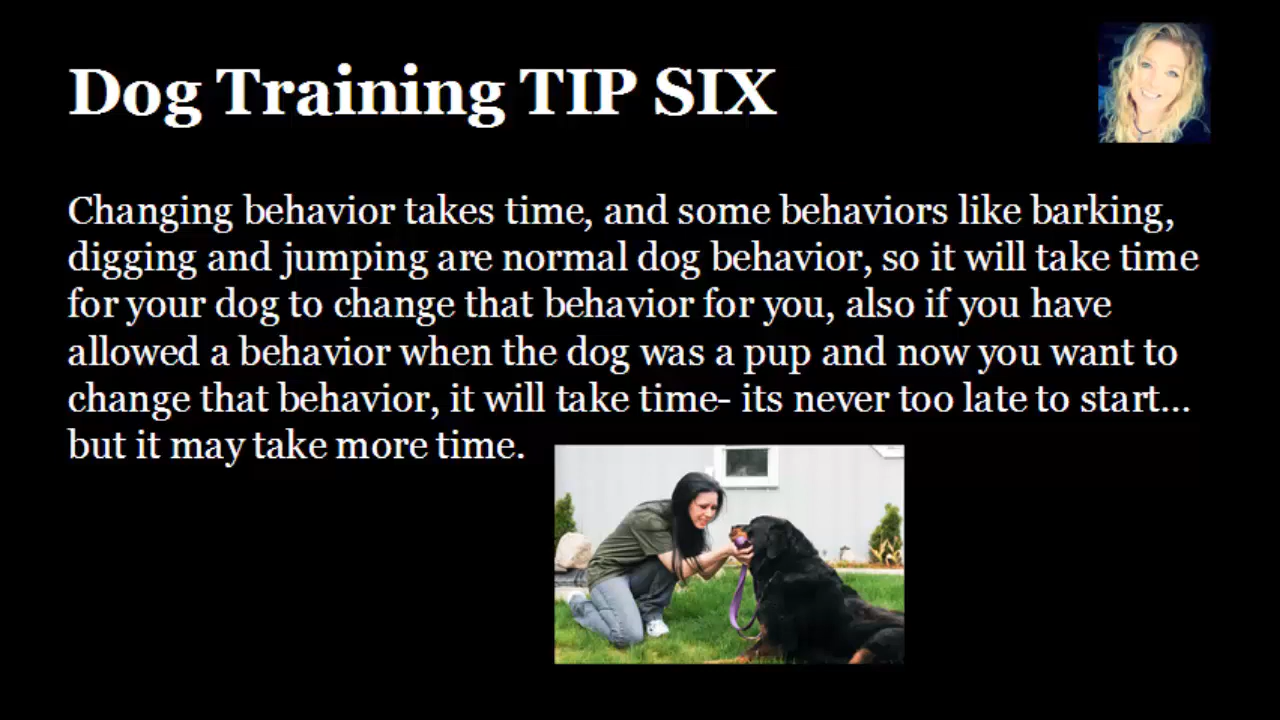 Dog Training TIP SIX
Changing behavior takes time, and some behaviors like barking,
digging and jumping are normal dog behavior, so it will take time
for your dog to change that behavior for you, also if you have
allowed a behavior when the dog was a pup and now you want to
change that behavior, it will take time- its never too late to start...
but it may take more time.